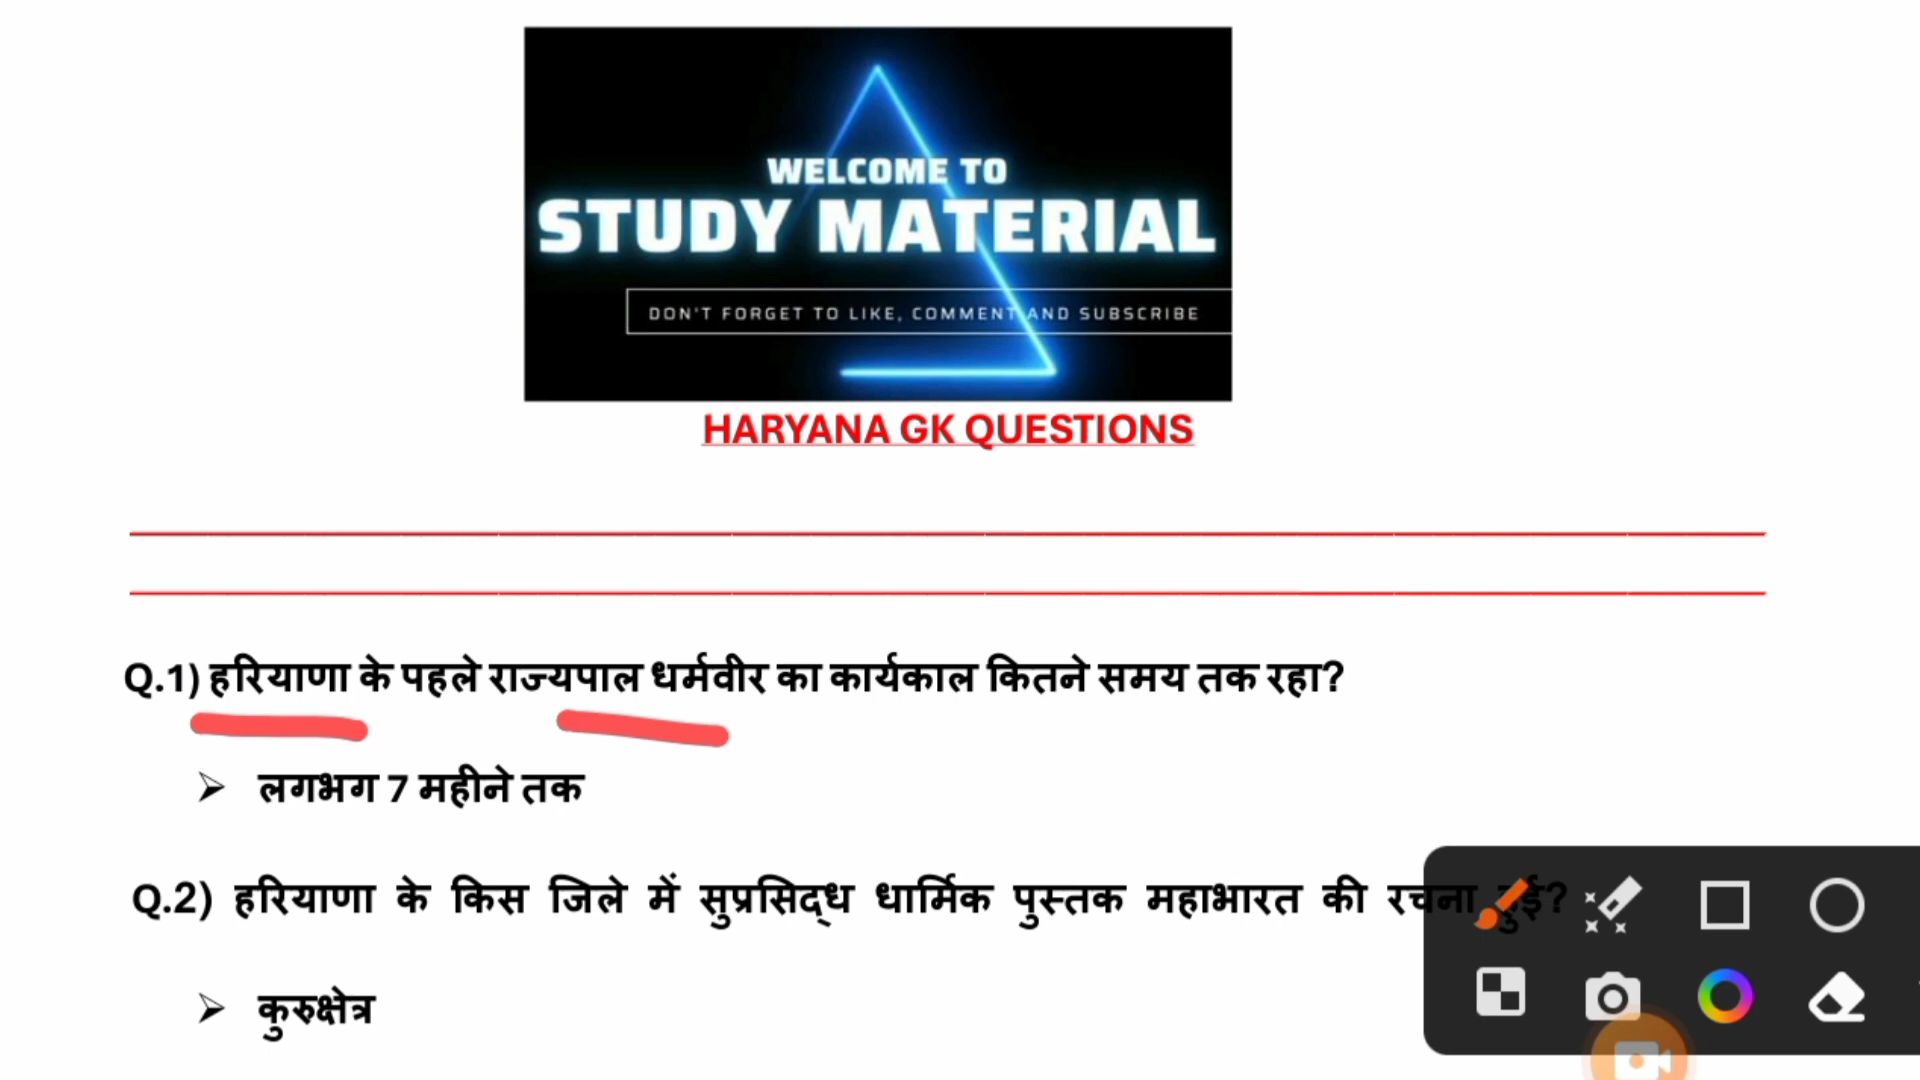 WELCOME TO
STUDY MATERIAL
DON'T FORGET TO LIKE, COMMENT AND SUBSCRIBE
HARYANA GK QUESTIONS
Q.1) हरियाणा के पहले राज्यपाल धर्मवीर का कार्यकाल कितने समय तक रहा?
➢ लगभग 7 महीने तक
Q.2) हरियाणा के किस जिले में सुप्रसिद्ध धार्मिक पुस्तक महाभारत की रचना हुई?
➢ कुरुक्षेत्र